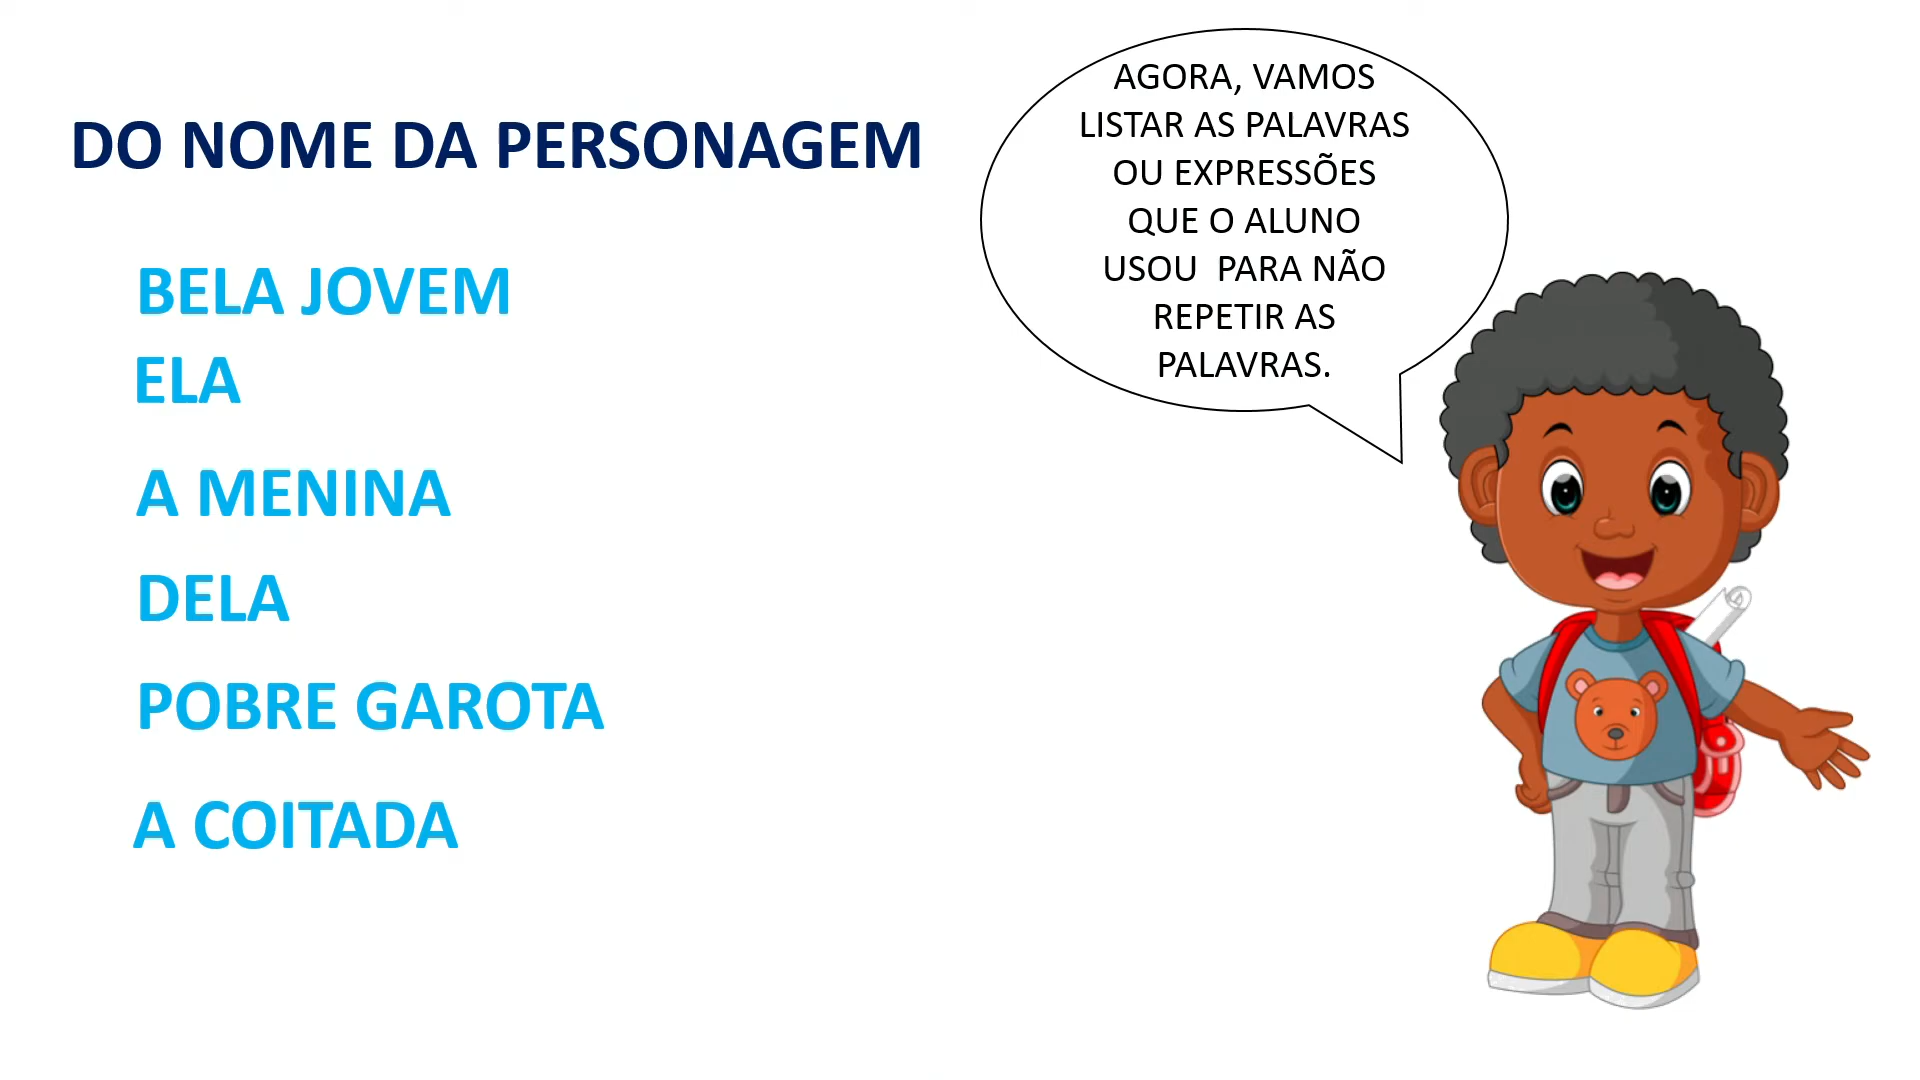 DO NOME DA PERSONAGEM
BELA JOVEM
ELA
A MENINA
DELA
POBRE GAROTA
A COITADA
AGORA, VAMOS
LISTAR AS PALAVRAS
OU EXPRESSÕES
QUE O ALUNO
USOU PARA NÃO
REPETIR AS
PALAVRAS.